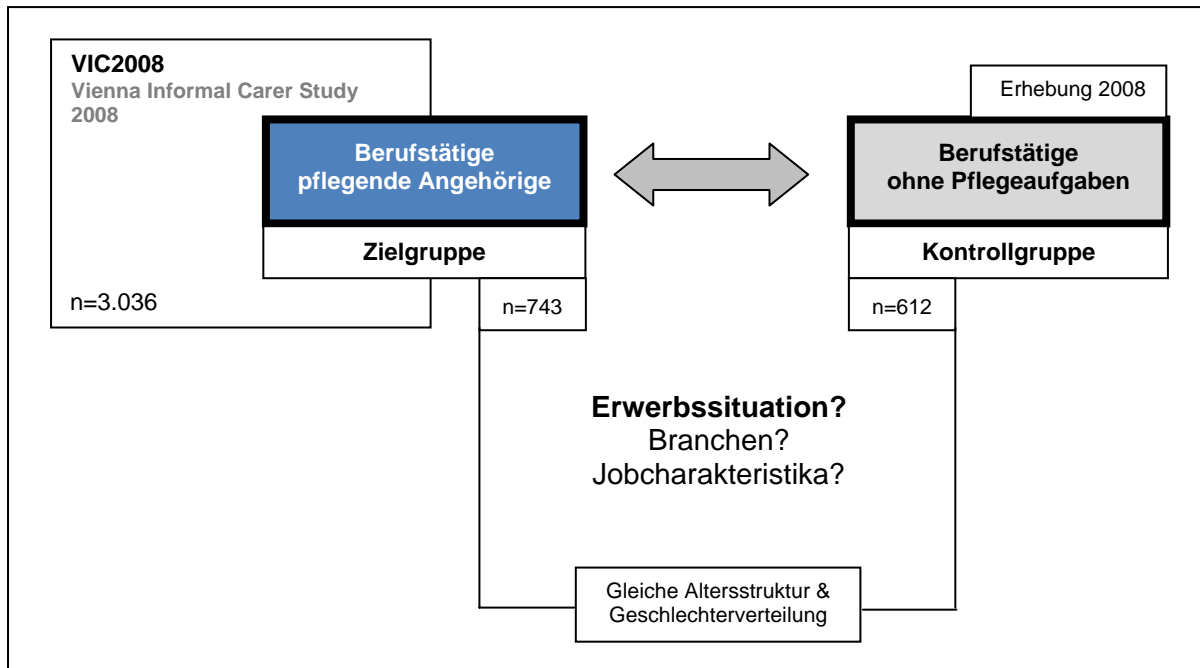 VIC2008
Vienna Informal Carer Study
2008
Erhebung 2008
Berufstätige
pflegende Angehörige
Berufstätige
ohne Pflegeaufgaben
Zielgruppe
Kontrollgruppe
n=3.036
n=743
n=612
Erwerbssituation?
Branchen?
Jobcharakteristika?
Gleiche Altersstruktur &
Geschlechterverteilung